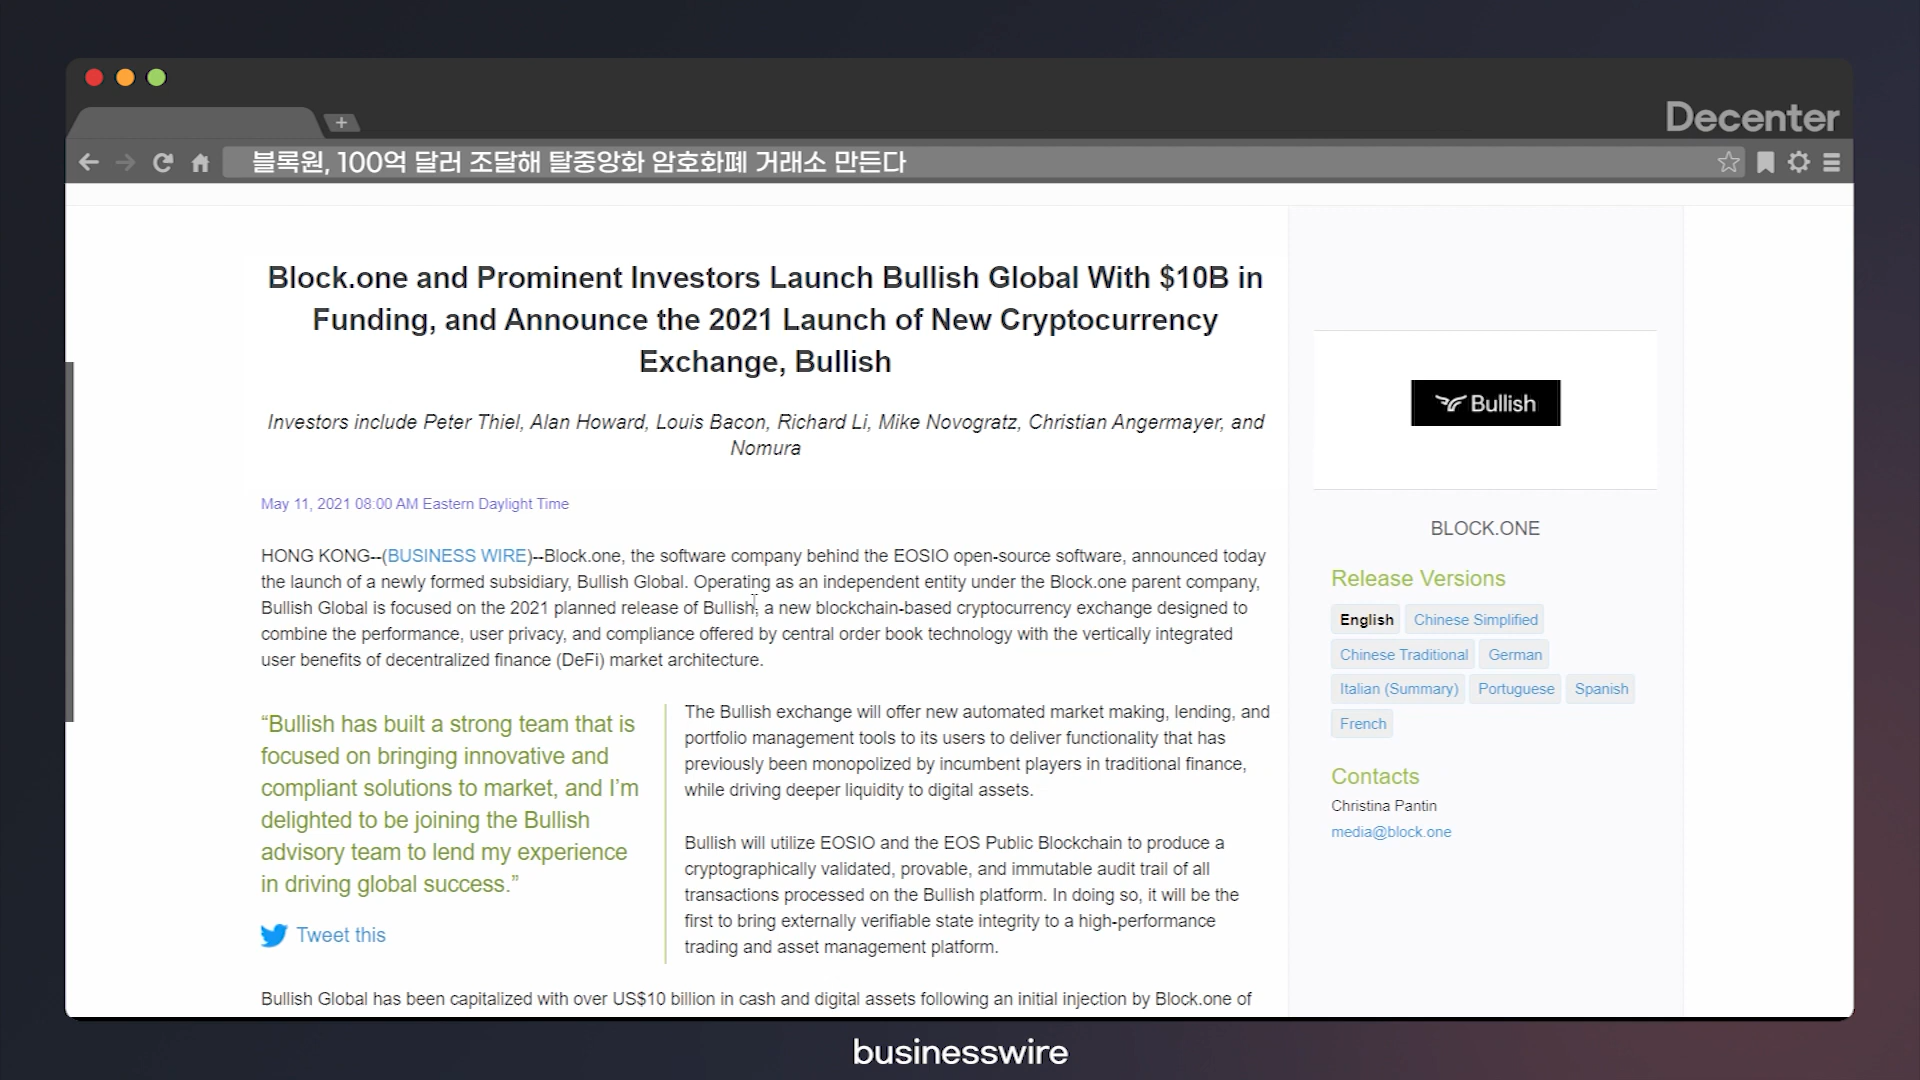 Decenter
블록원, 100억 달러 조달해 탈중앙화 암호화폐 거래소 만든다
Block.one and Prominent Investors Launch Bullish Global With $10B in
Funding, and Announce the 2021 Launch of New Cryptocurrency
Exchange, Bullish
Investors include Peter Thiel, Alan Howard, Louis Bacon, Richard Li, Mike Novogratz, Christian Angermayer, and
Nomura
May 11, 2021 08:00 AM Eastern Daylight Time
HONG KONG--(BUSINESS WIRE)--Block.one, the software company behind the EOSIO open-source software, announced today
the launch of a newly formed subsidiary, Bullish Global. Operating as an independent entity under the Block.one parent company,
Bullish Global is focused on the 2021 planned release of Bullish, a new blockchain-based cryptocurrency exchange designed to
combine the performance, user privacy, and compliance offered by central order book technology with the vertically integrated
user benefits of decentralized finance (DeFi) market architecture.
“Bullish has built a strong team that is
focused on bringing innovative and
compliant solutions to market, and I’m
delighted to be joining the Bullish
advisory team to lend my experience
in driving global success.”
Tweet this
The Bullish exchange will offer new automated market making, lending, and
portfolio management tools to its users to deliver functionality that has
previously been monopolized by incumbent players in traditional finance,
while driving deeper liquidity to digital assets.
Bullish will utilize EOSIO and the EOS Public Blockchain to produce a
cryptographically validated, provable, and immutable audit trail of all
transactions processed on the Bullish platform. In doing so, it will be the
first to bring externally verifiable state integrity to a high-performance
trading and asset management platform.
Bullish Global has been capitalized with over US$10 billion in cash and digital assets following an initial injection by Block.one of
Bullish
BLOCK.ONE
Release Versions
English Chinese Simplified
Chinese Traditional German
Italian (Summary) Portuguese Spanish
French
Contacts
Christina Pantin
media@block.one
businesswire